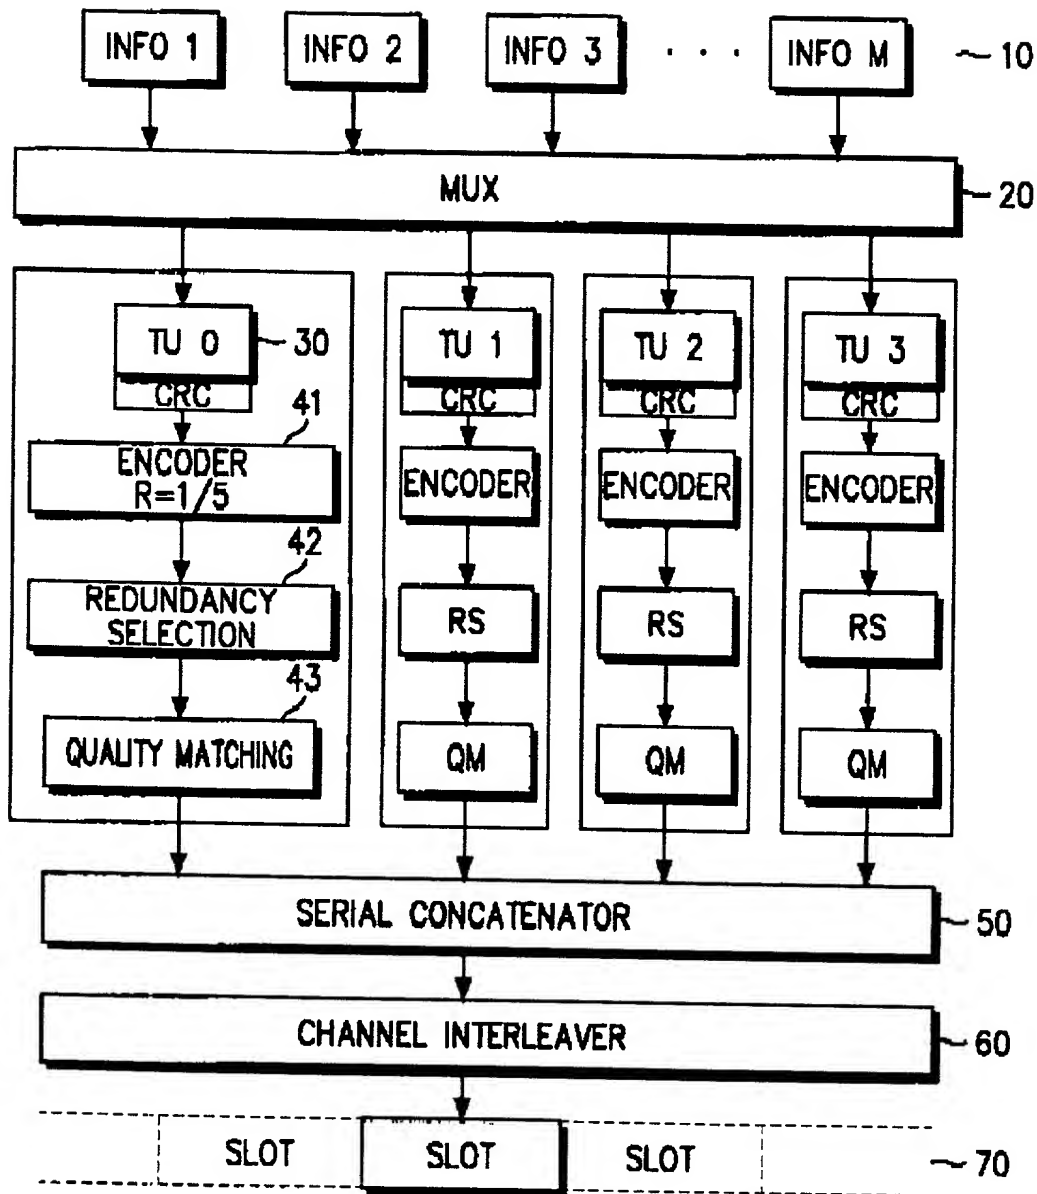 INFO 1 INFO 2 INFO 3 . . . INFO M 10
MUX 20
TU 0 30 TU 1 TU 2 TU 3
CRC CRC CRC CRC
41
ENCODER
R=1/5
ENCODER ENCODER ENCODER
42
REDUNDANCY
SELECTION
RS RS RS
43
QUALITY MATCHING QM QM QM
SERIAL CONCATENATOR 50
CHANNEL INTERLEAVER 60
SLOT SLOT SLOT 70